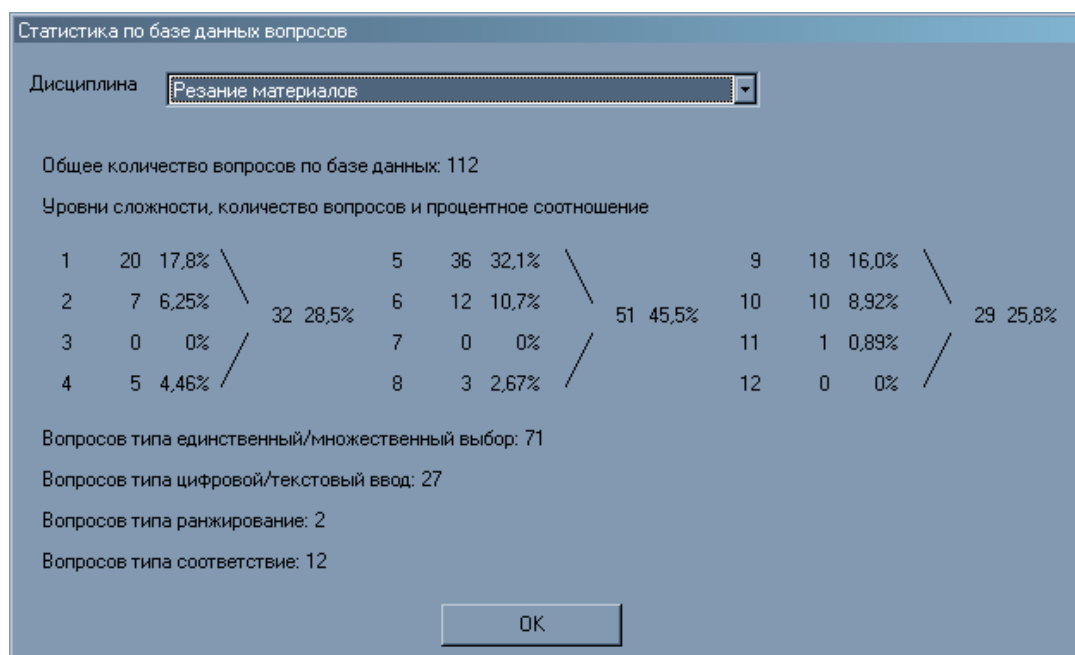 Статистика по базе данных вопросов
Дисциплина Резание материалов
Общее количество вопросов по базе данных: 112
Уровни сложности, количество вопросов и процентное соотношение
1 20 17,8% 5 36 32,1% 9 18 16,0%
2 7 6,25% 6 12 10,7% 10 10 8,92%
32 28,5% 51 45,5% 29 25,8%
3 0 0% 7 0 0% 11 1 0,89%
4 5 4,46% 8 3 2,67% 12 0 0%
Вопросов типа единственный/множественный выбор: 71
Вопросов типа цифровой/текстовый ввод: 27
Вопросов типа ранжирование: 2
Вопросов типа соответствие: 12
OK